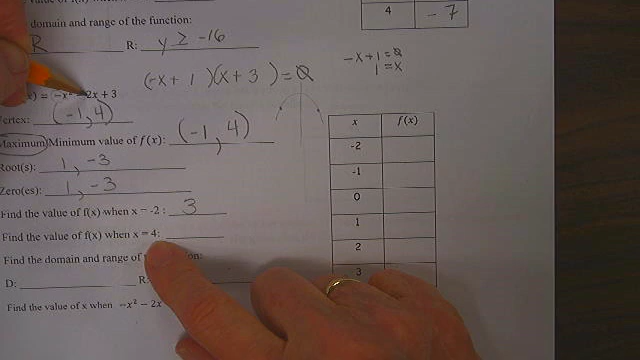 domain and range of the function:
R R: y ≥ -16
4 -7
-x+1=0
1=x
(-x+1)(x+3)=0
x) = -x² - 2x + 3
ertex: (-1,4)
Maximum/Minimum value of f(x): (-1,4)
Root(s): 1, -3
Zero(es): 1, -3
Find the value of f(x) when x = -2: 3
Find the value of f(x) when x = 4:
Find the domain and range of
D: R:
Find the value of x when -x² - 2x
x f(x)
-2
-1
0
1
2
3